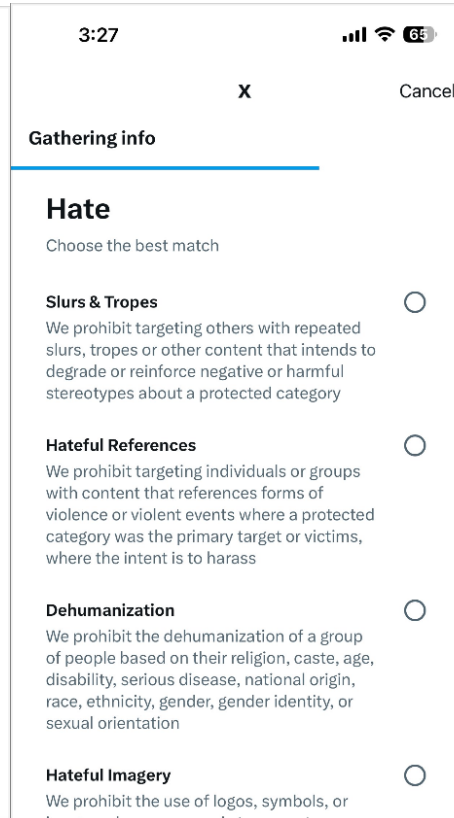 3:27
65
X
Cancel
Gathering info
Hate
Choose the best match
Slurs & Tropes
We prohibit targeting others with repeated
slurs, tropes or other content that intends to
degrade or reinforce negative or harmful
stereotypes about a protected category
Hateful References
We prohibit targeting individuals or groups
with content that references forms of
violence or violent events where a protected
category was the primary target or victims,
where the intent is to harass
Dehumanization
We prohibit the dehumanization of a group
of people based on their religion, caste, age,
disability, serious disease, national origin,
race, ethnicity, gender, gender identity, or
sexual orientation
Hateful Imagery
We prohibit the use of logos, symbols, or